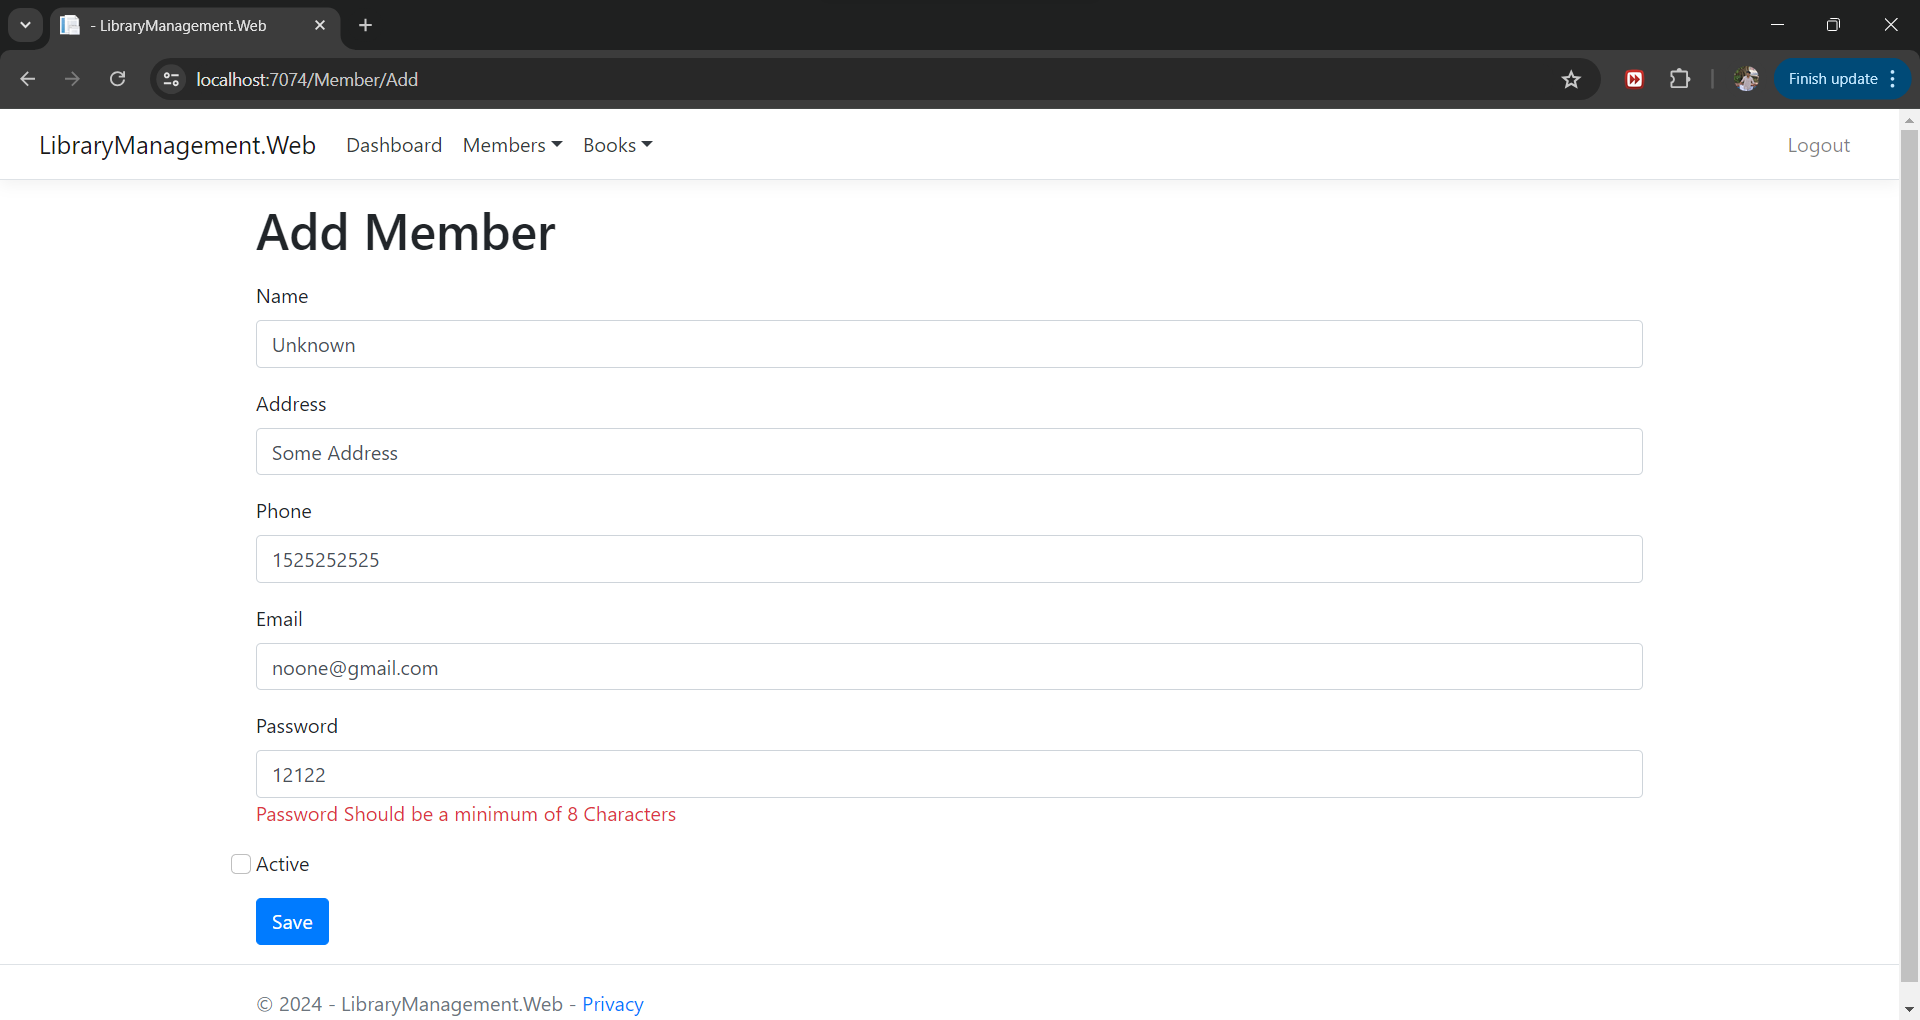 - LibraryManagement.Web
localhost:7074/Member/Add
Finish update
LibraryManagement.Web Dashboard Members Books Logout
Add Member
Name
Unknown
Address
Some Address
Phone
1525252525
Email
noone@gmail.com
Password
12122
Password Should be a minimum of 8 Characters
Active
Save
© 2024 - LibraryManagement.Web - Privacy